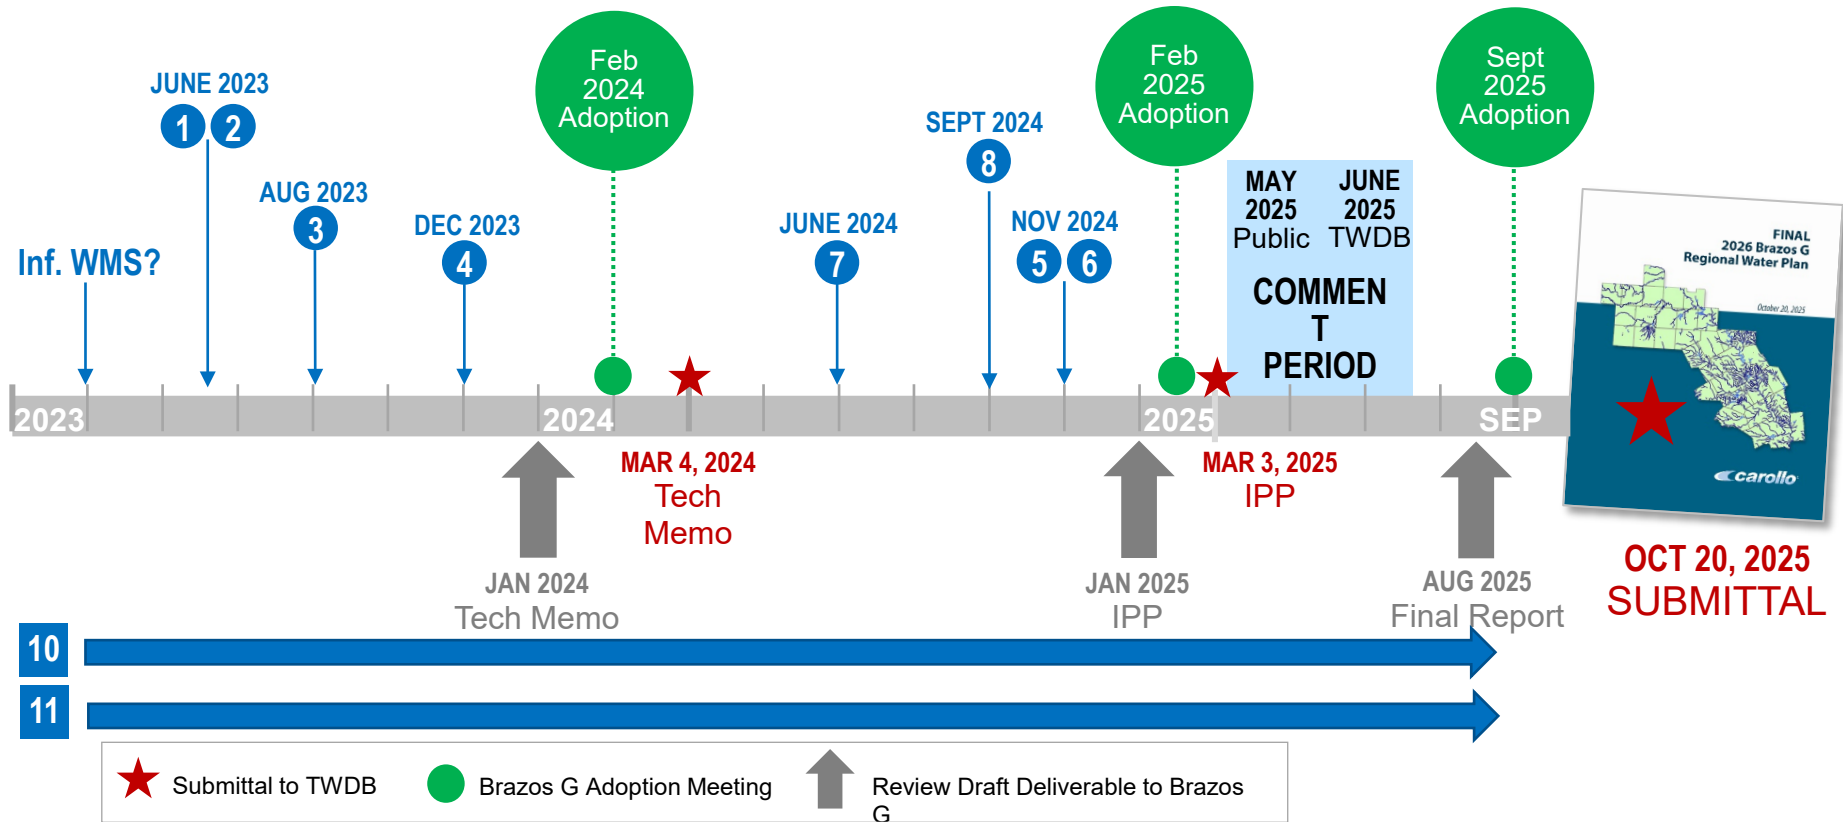 JUNE 2023
1 2
AUG 2023
3
Inf. WMS?
DEC 2023
4
Feb
2024
Adoption
JUNE 2024
7
SEPT 2024
8
NOV 2024
5 6
Feb
2025
Adoption
MAY
2025
Public
JUNE
2025
TWDB
COMMEN
T
PERIOD
Sept
2025
Adoption
FINAL
2026 Brazos G
Regional Water Plan
October 20, 2025
carollo
2023
2024
2025
SEP
MAR 4, 2024
Tech
Memo
MAR 3, 2025
IPP
JAN 2024
Tech Memo
JAN 2025
IPP
AUG 2025
Final Report
OCT 20, 2025
SUBMITTAL
10
11
Submittal to TWDB
Brazos G Adoption Meeting
Review Draft Deliverable to Brazos
G